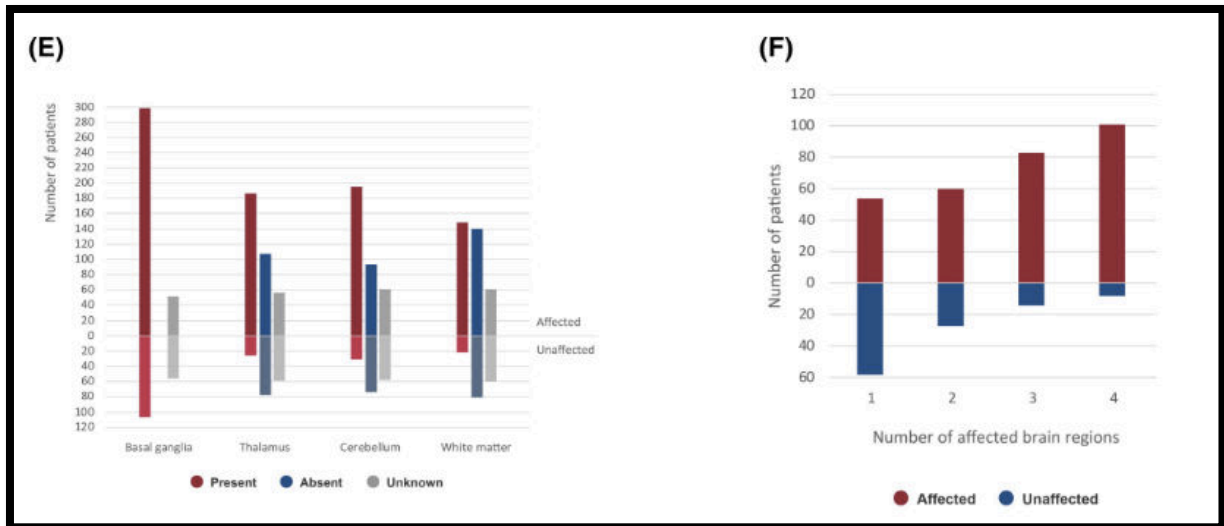 (E)
Number of patients
300
280
260
240
220
200
180
160
140
120
100
80
60
40
20
0
20
40
60
80
100
120
Affected
Unaffected
Basal ganglia Thalamus Cerebellum White matter
Present Absent Unknown
(F)
Number of patients
120
100
80
60
40
20
0
20
40
60
1 2 3 4
Number of affected brain regions
Affected Unaffected